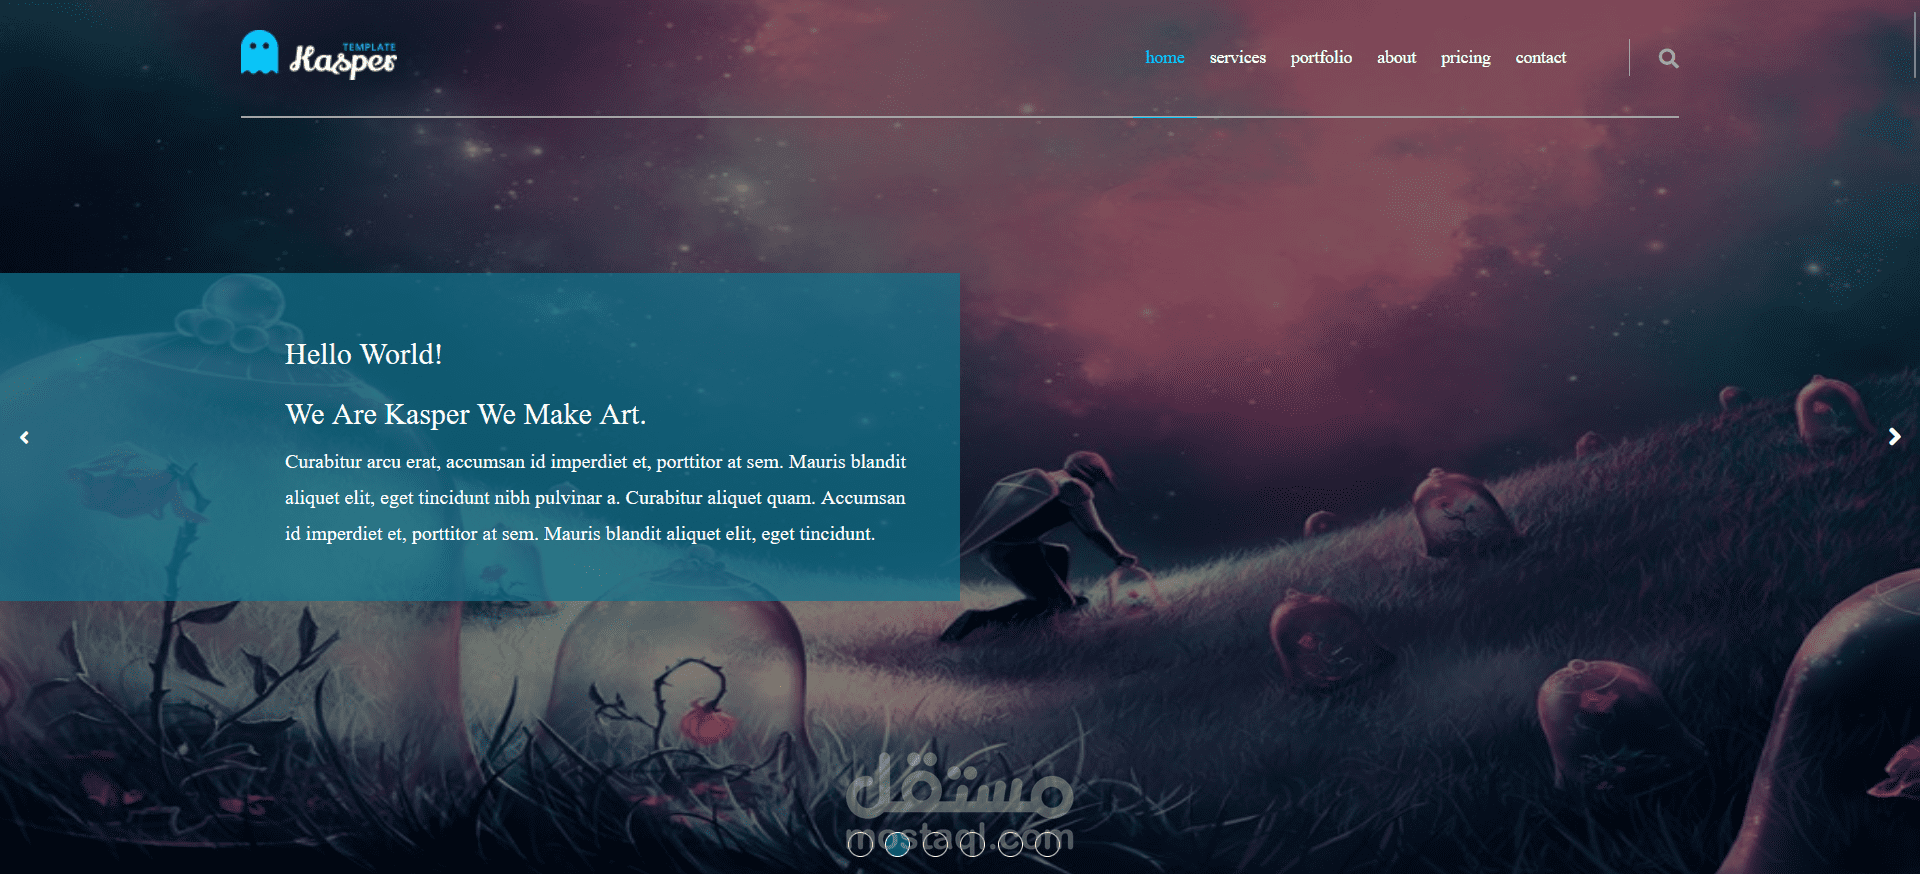 TEMPLATE
Kasper
home services portfolio about pricing contact
Hello World!
We Are Kasper We Make Art.
Curabitur arcu erat, accumsan id imperdiet et, porttitor at sem. Mauris blandit
aliquet elit, eget tincidunt nibh pulvinar a. Curabitur aliquet quam. Accumsan
id imperdiet et, porttitor at sem. Mauris blandit aliquet elit, eget tincidunt.
مستقل
mostaql.com